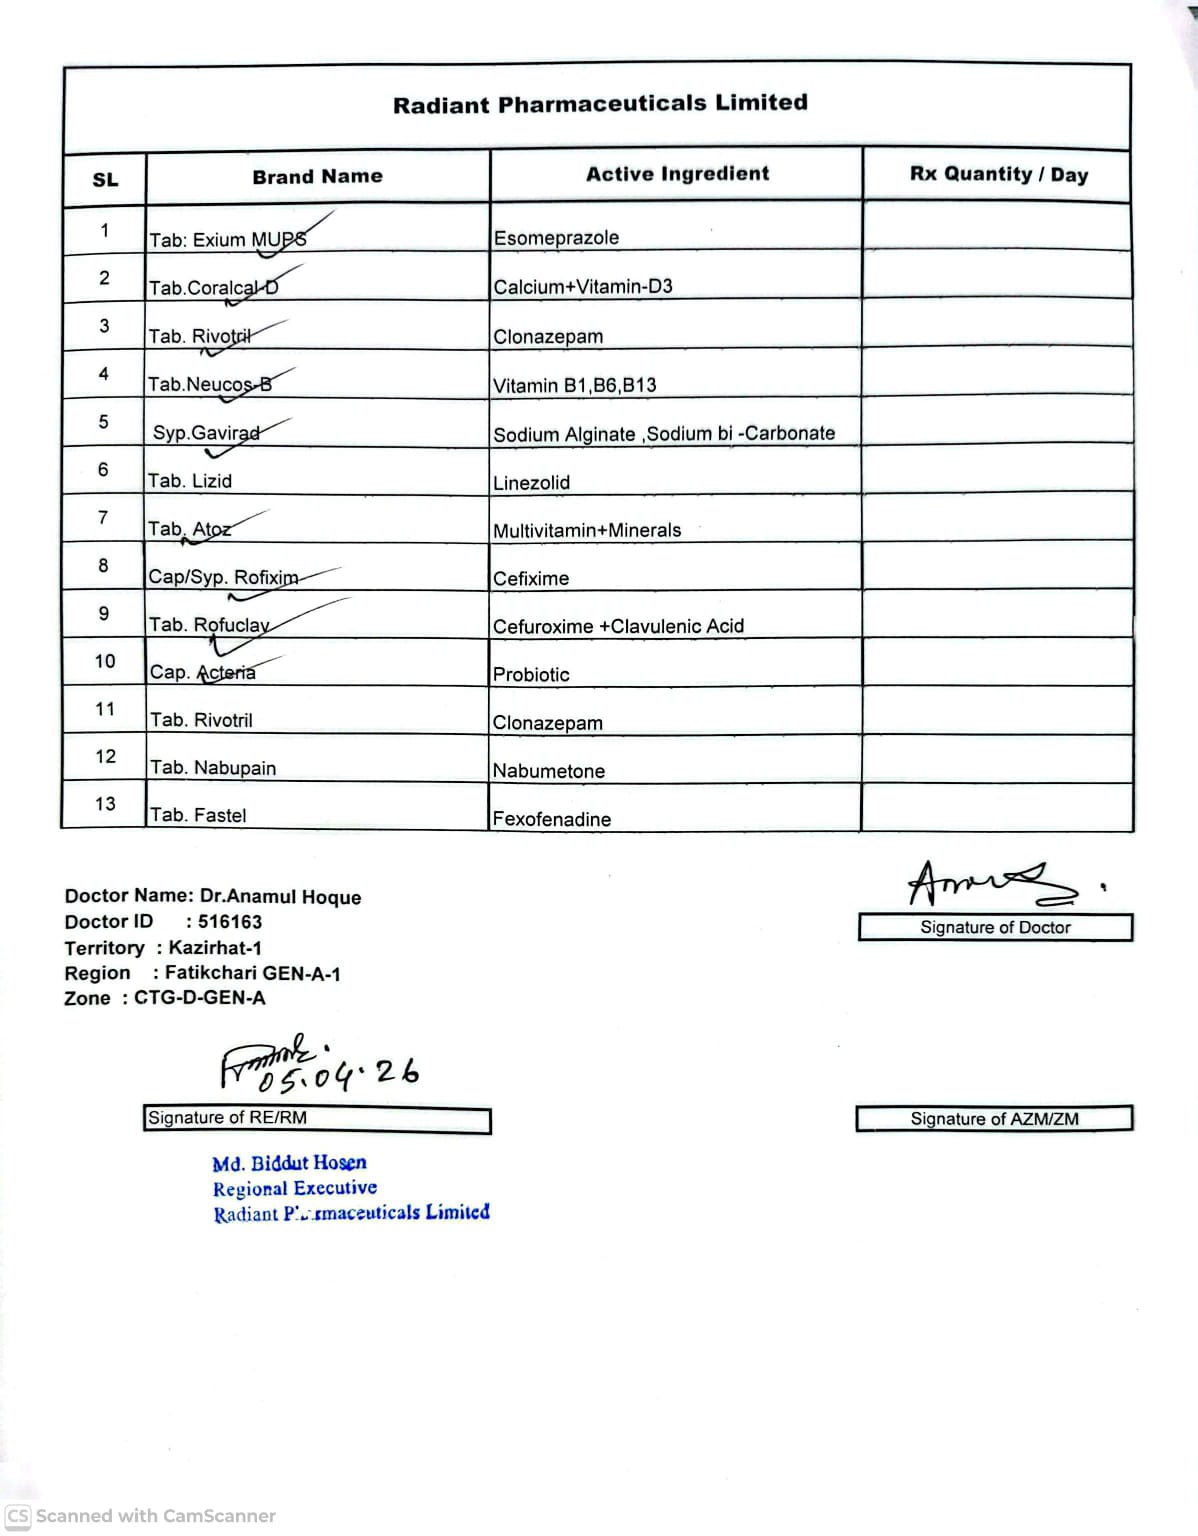 Radiant Pharmaceuticals Limited
SL Brand Name Active Ingredient Rx Quantity / Day
1 Tab: Exium MUPS Esomeprazole
2 Tab.Coralcal-D Calcium+Vitamin-D3
3 Tab. Rivotril Clonazepam
4 Tab.Neucos-B Vitamin B1,B6,B13
5 Syp.Gavirad Sodium Alginate ,Sodium bi -Carbonate
6 Tab. Lizid Linezolid
7 Tab. Atoz Multivitamin+Minerals
8 Cap/Syp. Rofixim Cefixime
9 Tab. Rofuclav Cefuroxime +Clavulenic Acid
10 Cap. Acteria Probiotic
11 Tab. Rivotril Clonazepam
12 Tab. Nabupain Nabumetone
13 Tab. Fastel Fexofenadine
Signature of Doctor
Doctor Name: Dr.Anamul Hoque
Doctor ID : 516163
Territory : Kazirhat-1
Region : Fatikchari GEN-A-1
Zone : CTG-D-GEN-A
05.04.26
Signature of RE/RM
Signature of AZM/ZM
Md. Biddut Hosen
Regional Executive
Radiant Pharmaceuticals Limited
CS Scanned with CamScanner